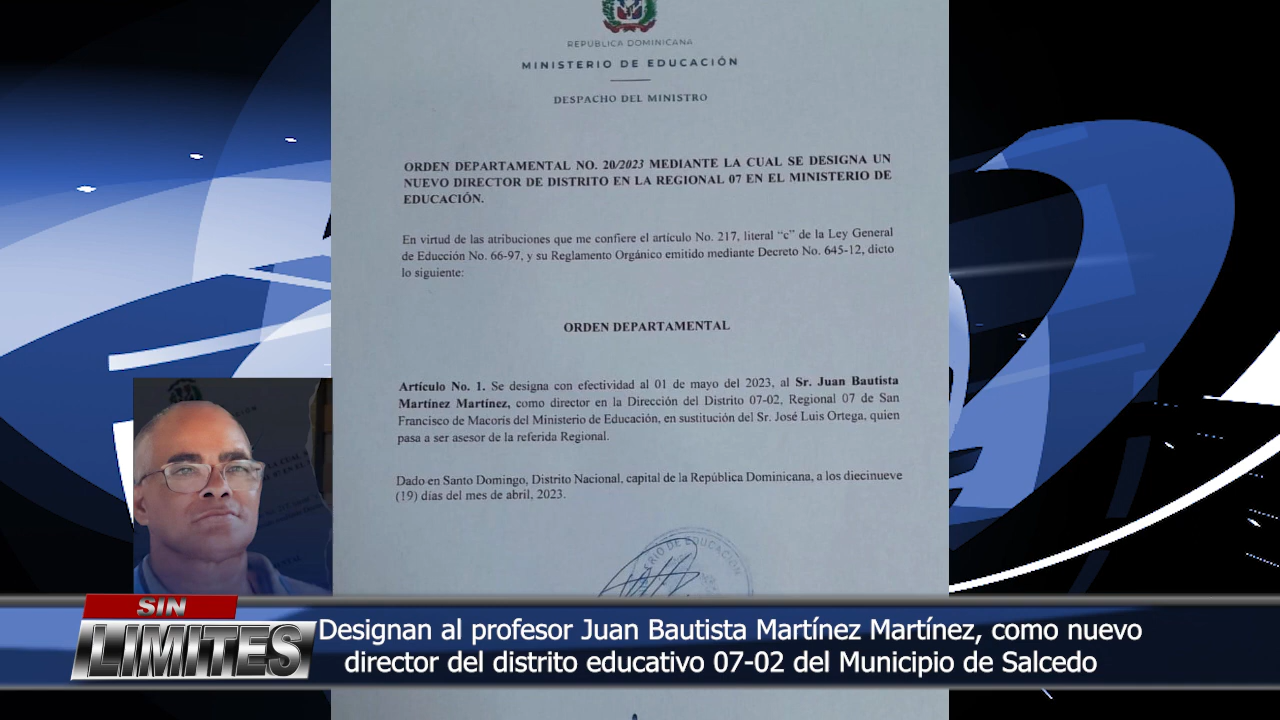 REPÚBLICA DOMINICANA
MINISTERIO DE EDUCACIÓN
DESPACHO DEL MINISTRO
ORDEN DEPARTAMENTAL NO. 20/2023 MEDIANTE LA CUAL SE DESIGNA UN
NUEVO DIRECTOR DE DISTRITO EN LA REGIONAL 07 EN EL MINISTERIO DE
EDUCACIÓN.
En virtud de las atribuciones que me confiere el artículo No. 217, literal “c” de la Ley General
de Educción No. 66-97, y su Reglamento Orgánico emitido mediante Decreto No. 645-12, dicto
lo siguiente:
ORDEN DEPARTAMENTAL
Artículo No. 1. Se designa con efectividad al 01 de mayo del 2023, al Sr. Juan Bautista
Martínez Martínez, como director en la Dirección del Distrito 07-02, Regional 07 de San
Francisco de Macorís del Ministerio de Educación, en sustitución del Sr. José Luis Ortega, quien
pasa a ser asesor de la referida Regional.
Dado en Santo Domingo, Distrito Nacional, capital de la República Dominicana, a los diecinueve
(19) días del mes de abril, 2023.
DE EDUCACIÓN
SIN
LIMITES
Designan al profesor Juan Bautista Martínez Martínez, como nuevo
director del distrito educativo 07-02 del Municipio de Salcedo